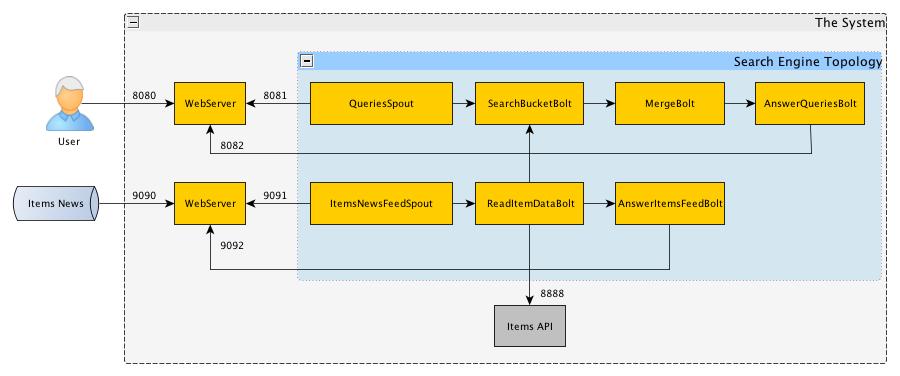 The System
Search Engine Topology
8080
WebServer
8081
QueriesSpout
SearchBucketBolt
MergeBolt
AnswerQueriesBolt
User
8082
Items News
9090
WebServer
9091
ItemsNewsFeedSpout
ReadItemDataBolt
AnswerItemsFeedBolt
9092
8888
Items API